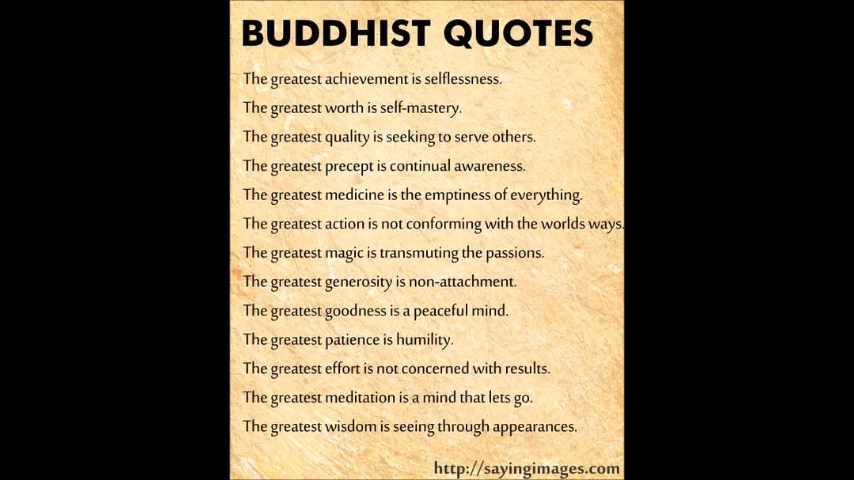 BUDDHIST QUOTES
The greatest achievement is selflessness.
The greatest worth is self-mastery.
The greatest quality is seeking to serve others.
The greatest precept is continual awareness.
The greatest medicine is the emptiness of everything.
The greatest action is not conforming with the worlds ways.
The greatest magic is transmuting the passions.
The greatest generosity is non-attachment.
The greatest goodness is a peaceful mind.
The greatest patience is humility.
The greatest effort is not concerned with results.
The greatest meditation is a mind that lets go.
The greatest wisdom is seeing through appearances.
http://sayingimages.com